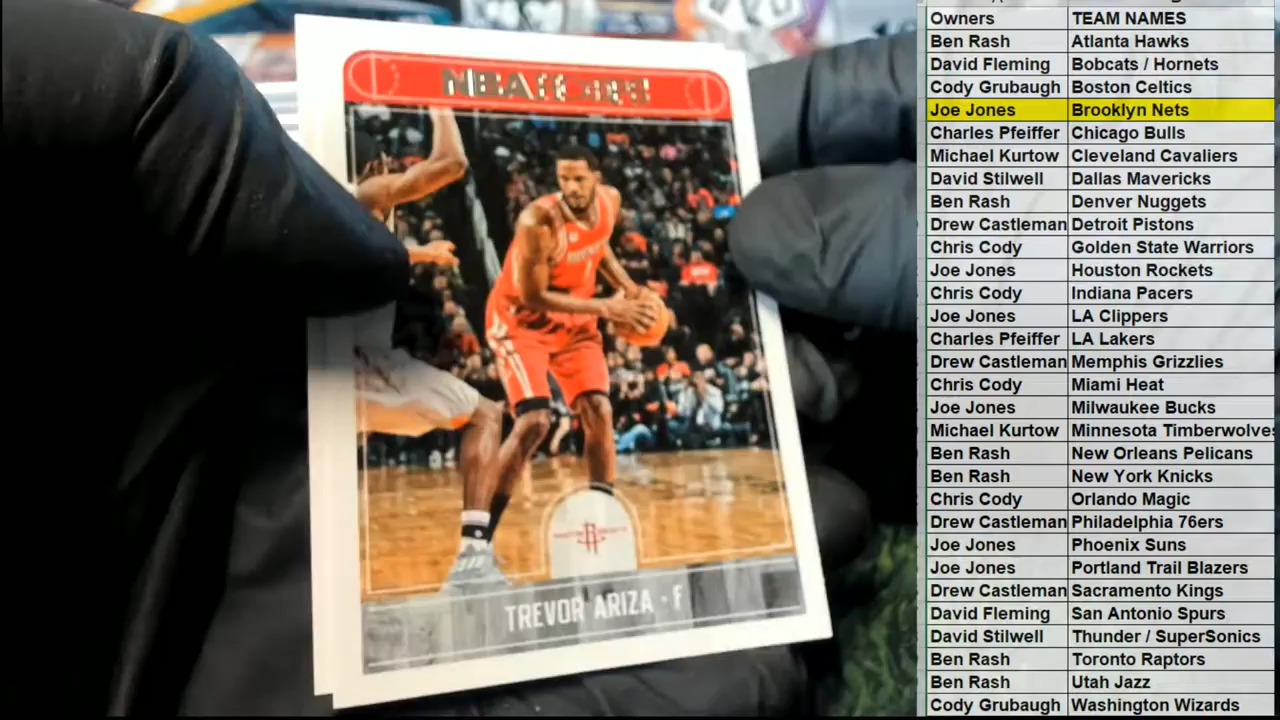 NBA HOOPS
TREVOR ARIZA - F
Owners TEAM NAMES
Ben Rash Atlanta Hawks
David Fleming Bobcats / Hornets
Cody Grubaugh Boston Celtics
Joe Jones Brooklyn Nets
Charles Pfeiffer Chicago Bulls
Michael Kurtow Cleveland Cavaliers
David Stilwell Dallas Mavericks
Ben Rash Denver Nuggets
Drew Castleman Detroit Pistons
Chris Cody Golden State Warriors
Joe Jones Houston Rockets
Chris Cody Indiana Pacers
Joe Jones LA Clippers
Charles Pfeiffer LA Lakers
Drew Castleman Memphis Grizzlies
Chris Cody Miami Heat
Joe Jones Milwaukee Bucks
Michael Kurtow Minnesota Timberwolves
Ben Rash New Orleans Pelicans
Ben Rash New York Knicks
Chris Cody Orlando Magic
Drew Castleman Philadelphia 76ers
Joe Jones Phoenix Suns
Joe Jones Portland Trail Blazers
Drew Castleman Sacramento Kings
David Fleming San Antonio Spurs
David Stilwell Thunder / SuperSonics
Ben Rash Toronto Raptors
Ben Rash Utah Jazz
Cody Grubaugh Washington Wizards